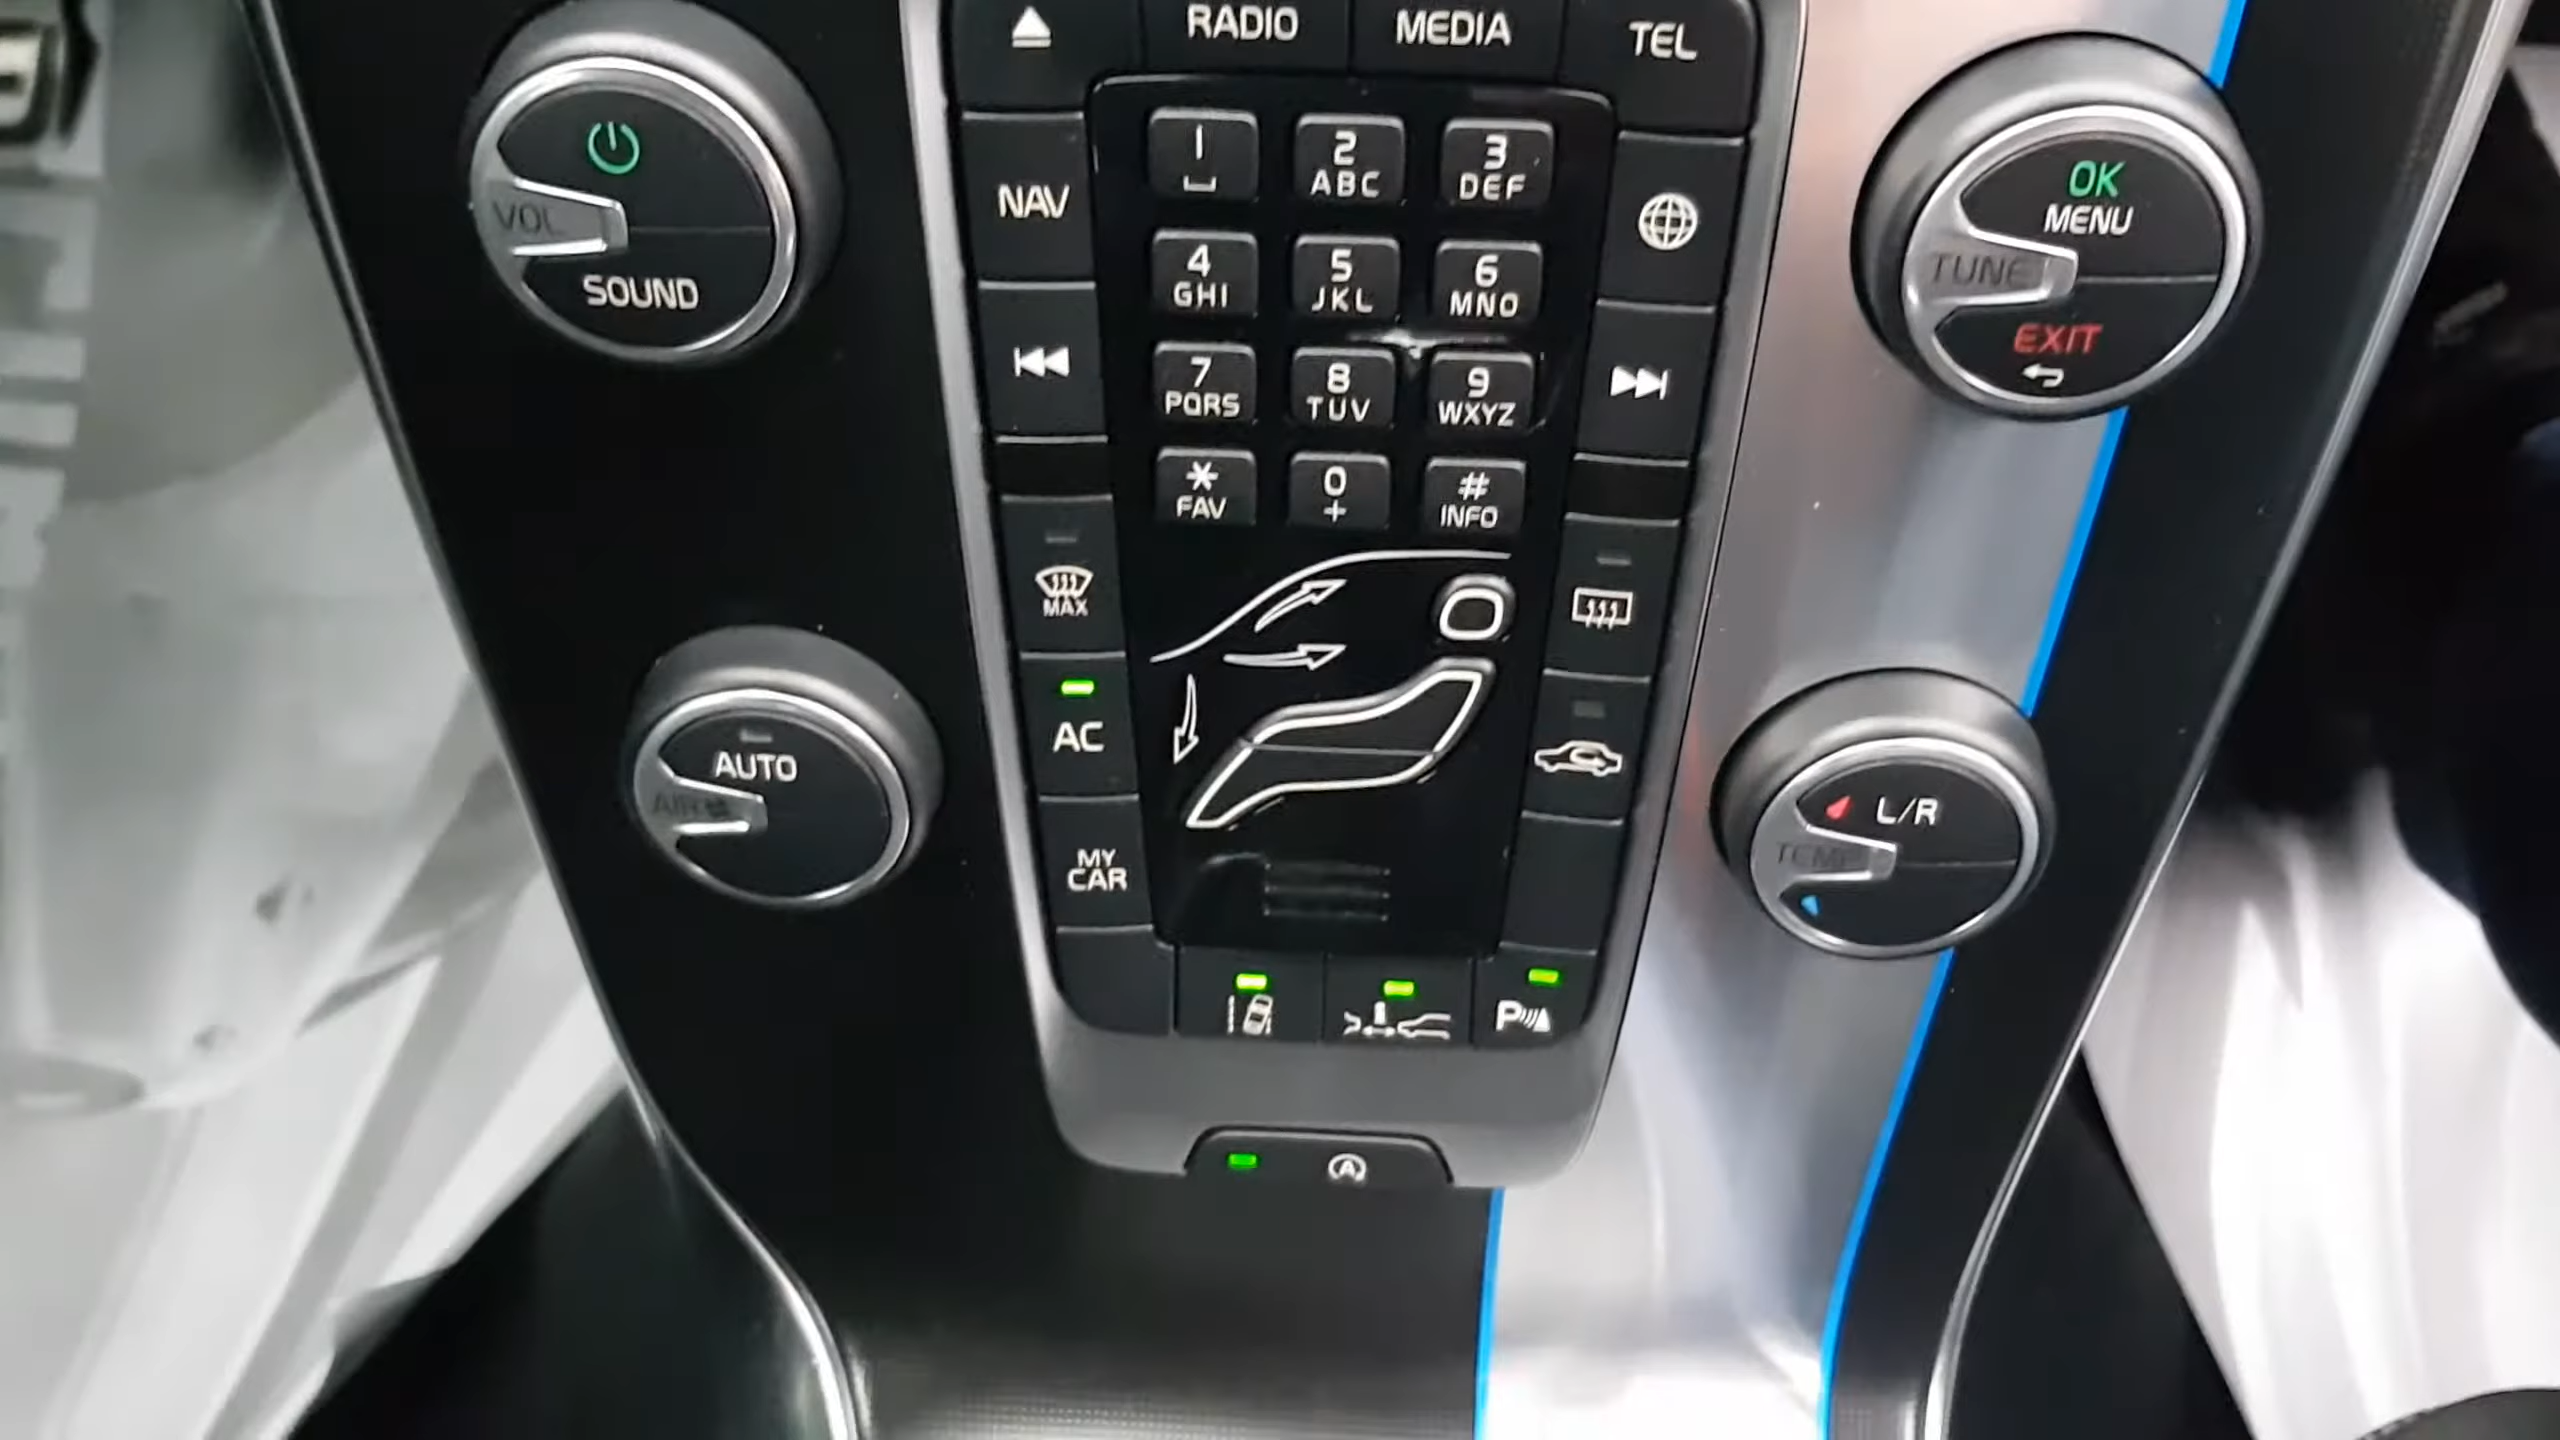 RADIO
MEDIA
TEL
VOL
SOUND
NAV
1
2
ABC
3
DEF
4
GHI
5
JKL
6
MNO
7
PQRS
8
TUV
9
WXYZ
*
FAV
0
+
#
INFO
OK
MENU
TUNE
EXIT
MAX
AUTO
AIR
AC
MY
CAR
L/R
TEMP
P
A